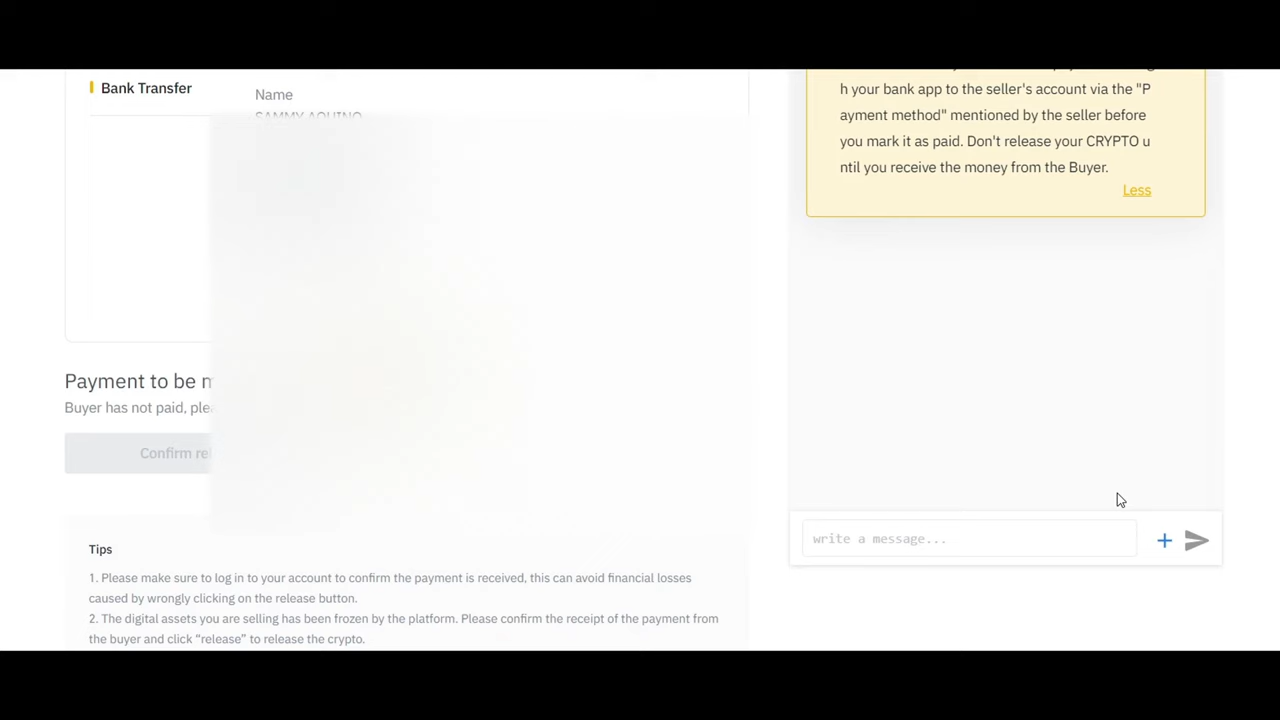 Bank Transfer
Name
SAMMY AQUINO
Payment to be
Buyer has not paid,
Confirm
Tips
1. Please make sure to log in to your account to confirm the payment is received, this can avoid financial losses
caused by wrongly clicking on the release button.
2. The digital assets you are selling has been frozen by the platform. Please confirm the receipt of the payment from
the buyer and click “release” to release the crypto.
h your bank app to the seller's account via the "P
ayment method" mentioned by the seller before
you mark it as paid. Don't release your CRYPTO u
ntil you receive the money from the Buyer.
Less
write a message...